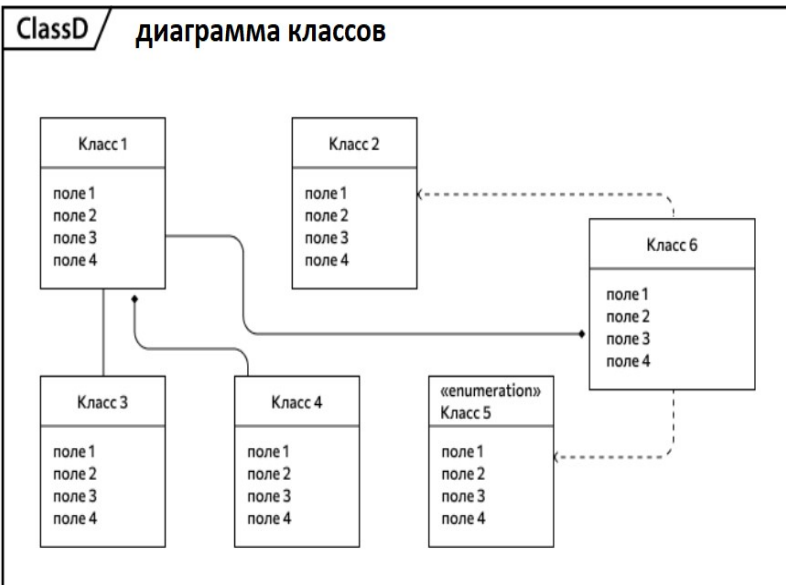 ClassD
диаграмма классов
Класс 1
поле 1
поле 2
поле 3
поле 4
Класс 2
поле 1
поле 2
поле 3
поле 4
Класс 6
поле 1
поле 2
поле 3
поле 4
Класс 3
поле 1
поле 2
поле 3
поле 4
Класс 4
поле 1
поле 2
поле 3
поле 4
«enumeration»
Класс 5
поле 1
поле 2
поле 3
поле 4